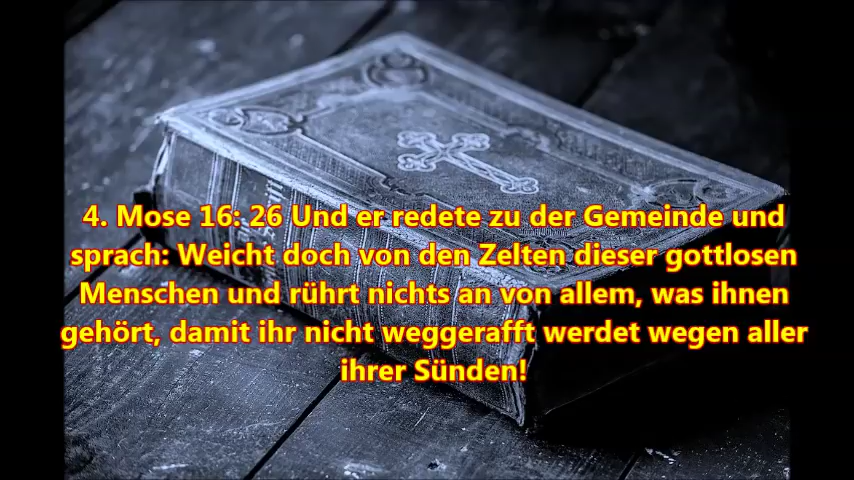 4. Mose 16: 26 Und er redete zu der Gemeinde und
sprach: Weicht doch von den Zelten dieser gottlosen
Menschen und rührt nichts an von allem, was ihnen
gehört, damit ihr nicht weggerafft werdet wegen aller
ihrer Sünden!